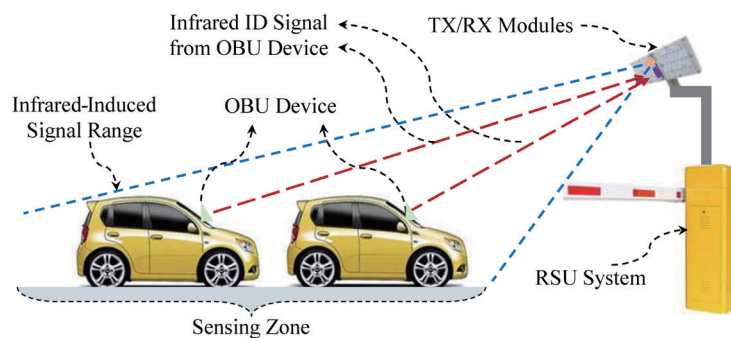 Infrared ID Signal
from OBU Device
TX/RX Modules
Infrared-Induced
Signal Range
OBU Device
RSU System
Sensing Zone